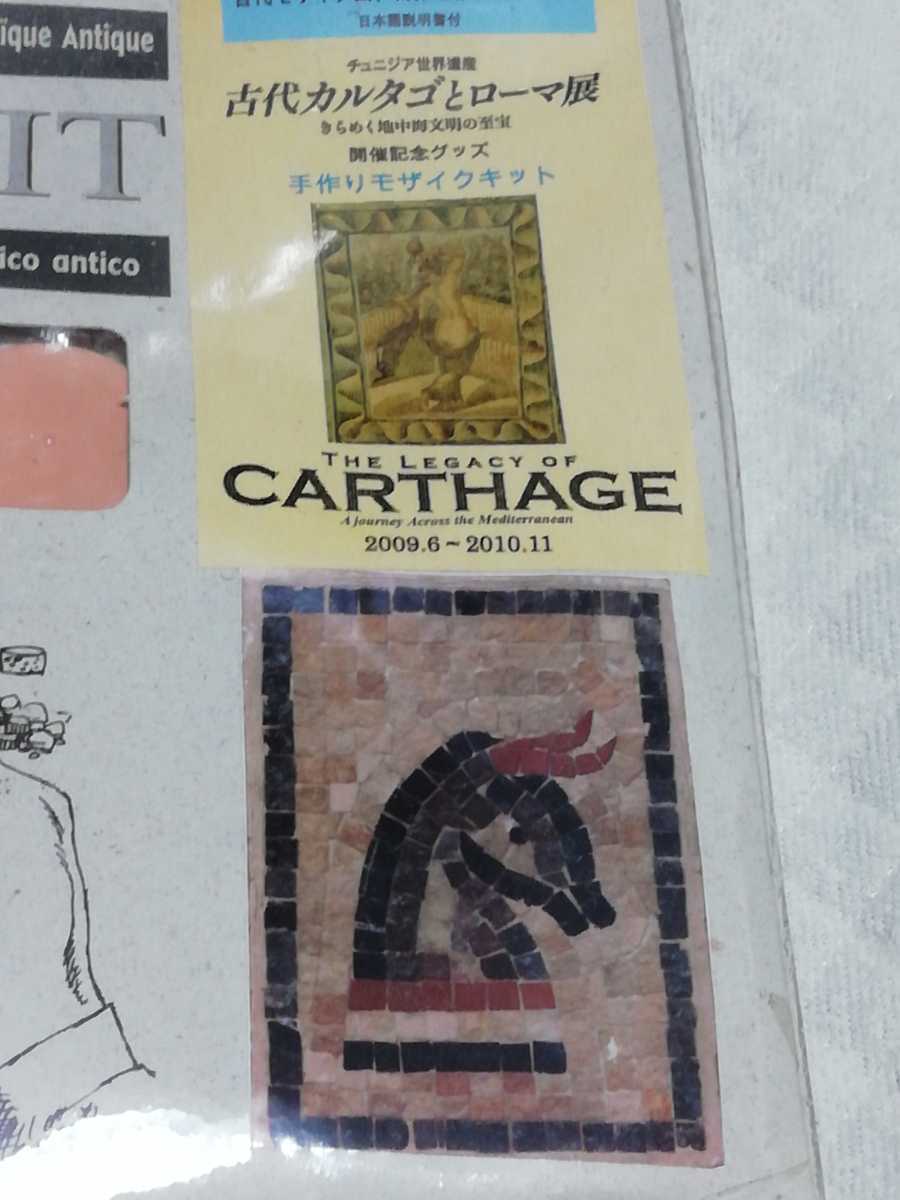 ïque Antique
IT
ico antico
日本語説明書付
チュニジア世界遺産
古代カルタゴとローマ展
きらめく地中海文明の至宝
開催記念グッズ
手作りモザイクキット
THE LEGACY OF
CARTHAGE
A journey Across the Mediterranean
2009.6～2010.11